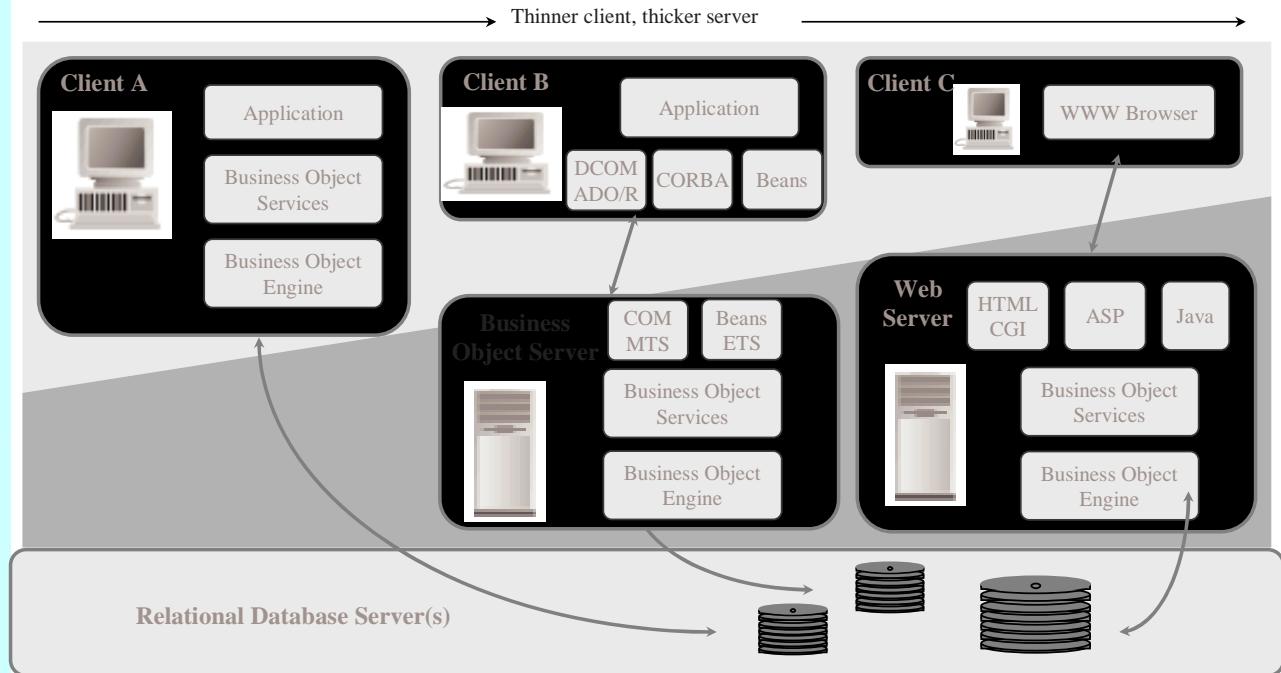 Thinner client, thicker server
Client A
Application
Business Object
Services
Business Object
Engine
Client B
Application
DCOM
ADO/R
CORBA
Beans
Client C
WWW Browser
Business
Object Server
COM
MTS
Beans
ETS
Business Object
Services
Business Object
Engine
Web
Server
HTML
CGI
ASP
Java
Business Object
Services
Business Object
Engine
Relational Database Server(s)